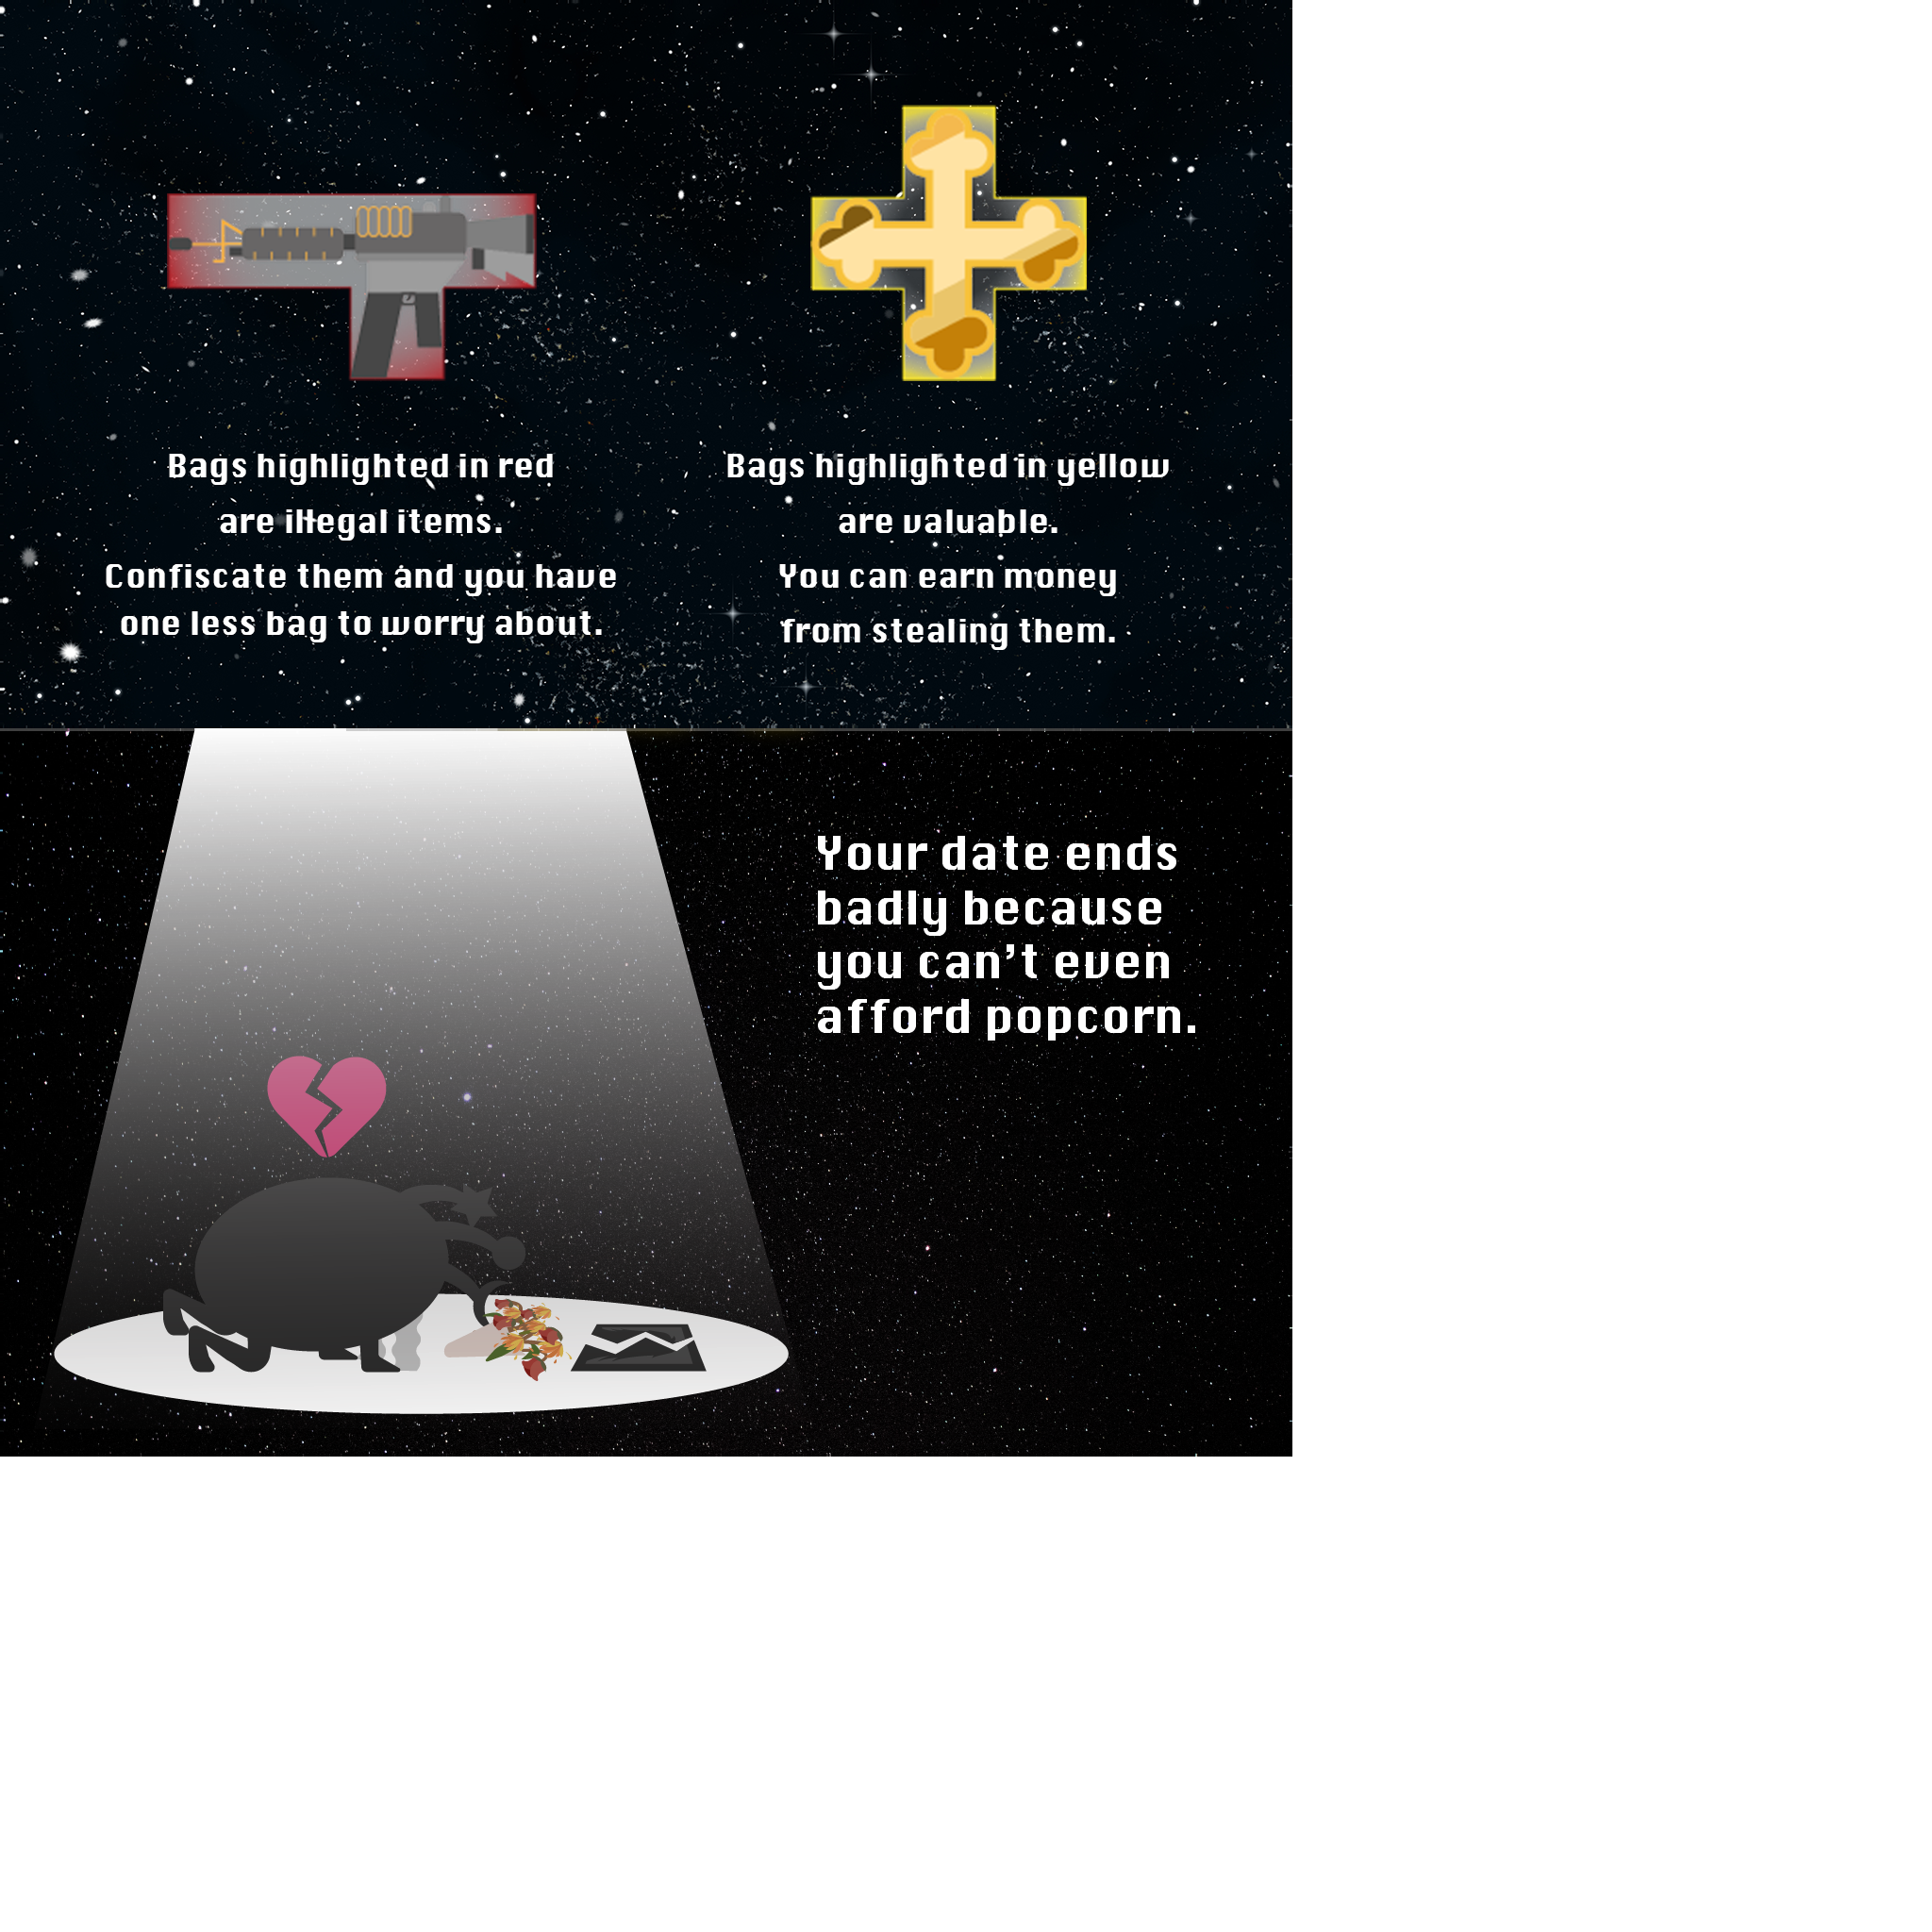 Bags highlighted in red
are illegal items.
Confiscate them and you have
one less bag to worry about.
Bags highlighted in yellow
are valuable.
You can earn money
from stealing them.
Your date ends
badly because
you can't even
afford popcorn.